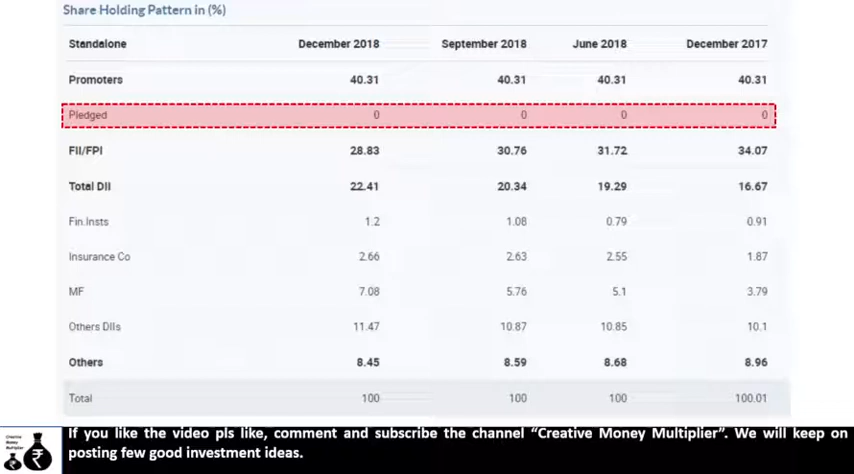 Share Holding Pattern in (%)
Standalone December 2018 September 2018 June 2018 December 2017
Promoters 40.31 40.31 40.31 40.31
Pledged 0 0 0 0
FII/FPI 28.83 30.76 31.72 34.07
Total DII 22.41 20.34 19.29 16.67
Fin.Insts 1.2 1.08 0.79 0.91
Insurance Co 2.66 2.63 2.55 1.87
MF 7.08 5.76 5.1 3.79
Others DIIs 11.47 10.87 10.85 10.1
Others 8.45 8.59 8.68 8.96
Total 100 100 100 100.01
Creative
Money
Multiplier
If you like the video pls like, comment and subscribe the channel “Creative Money Multiplier”. We will keep on
posting few good investment ideas.